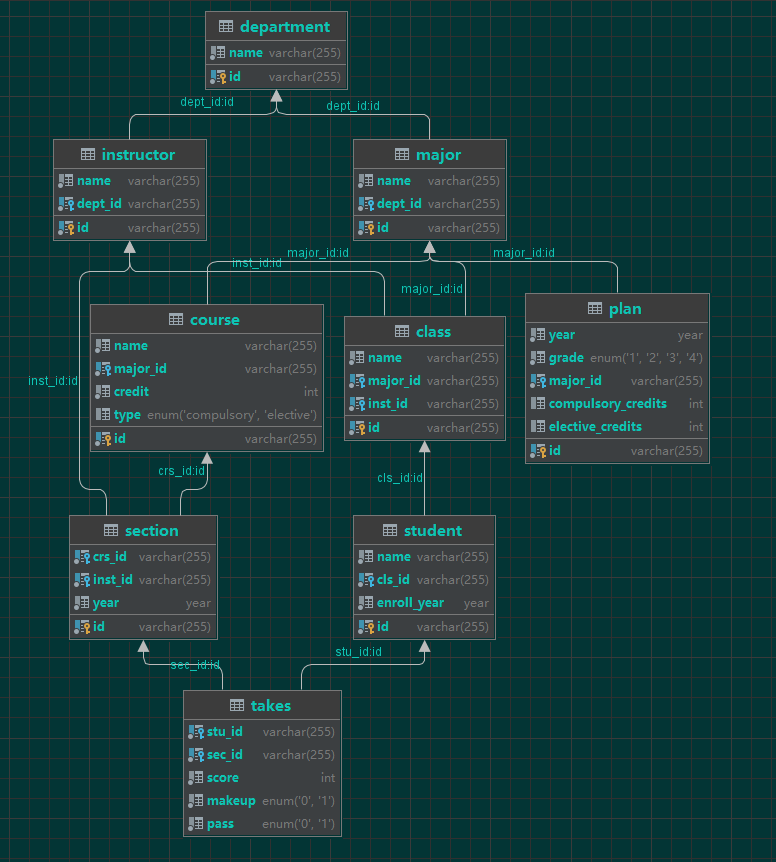 department
name varchar(255)
id varchar(255)
dept_id:id
dept_id:id
instructor
name varchar(255)
dept_id varchar(255)
id varchar(255)
major
name varchar(255)
dept_id varchar(255)
id varchar(255)
major_id:id
major_id:id
inst_id:id
major_id:id
course
name varchar(255)
major_id varchar(255)
credit int
type enum('compulsory', 'elective')
id varchar(255)
class
name varchar(255)
major_id varchar(255)
inst_id varchar(255)
id varchar(255)
plan
year year
grade enum('1', '2', '3', '4')
major_id varchar(255)
compulsory_credits int
elective_credits int
id varchar(255)
inst_id:id
crs_id:id
cls_id:id
section
crs_id varchar(255)
inst_id varchar(255)
year year
id varchar(255)
student
name varchar(255)
cls_id varchar(255)
enroll_year year
id varchar(255)
sec_id:id
stu_id:id
takes
stu_id varchar(255)
sec_id varchar(255)
score int
makeup enum('0', '1')
pass enum('0', '1')